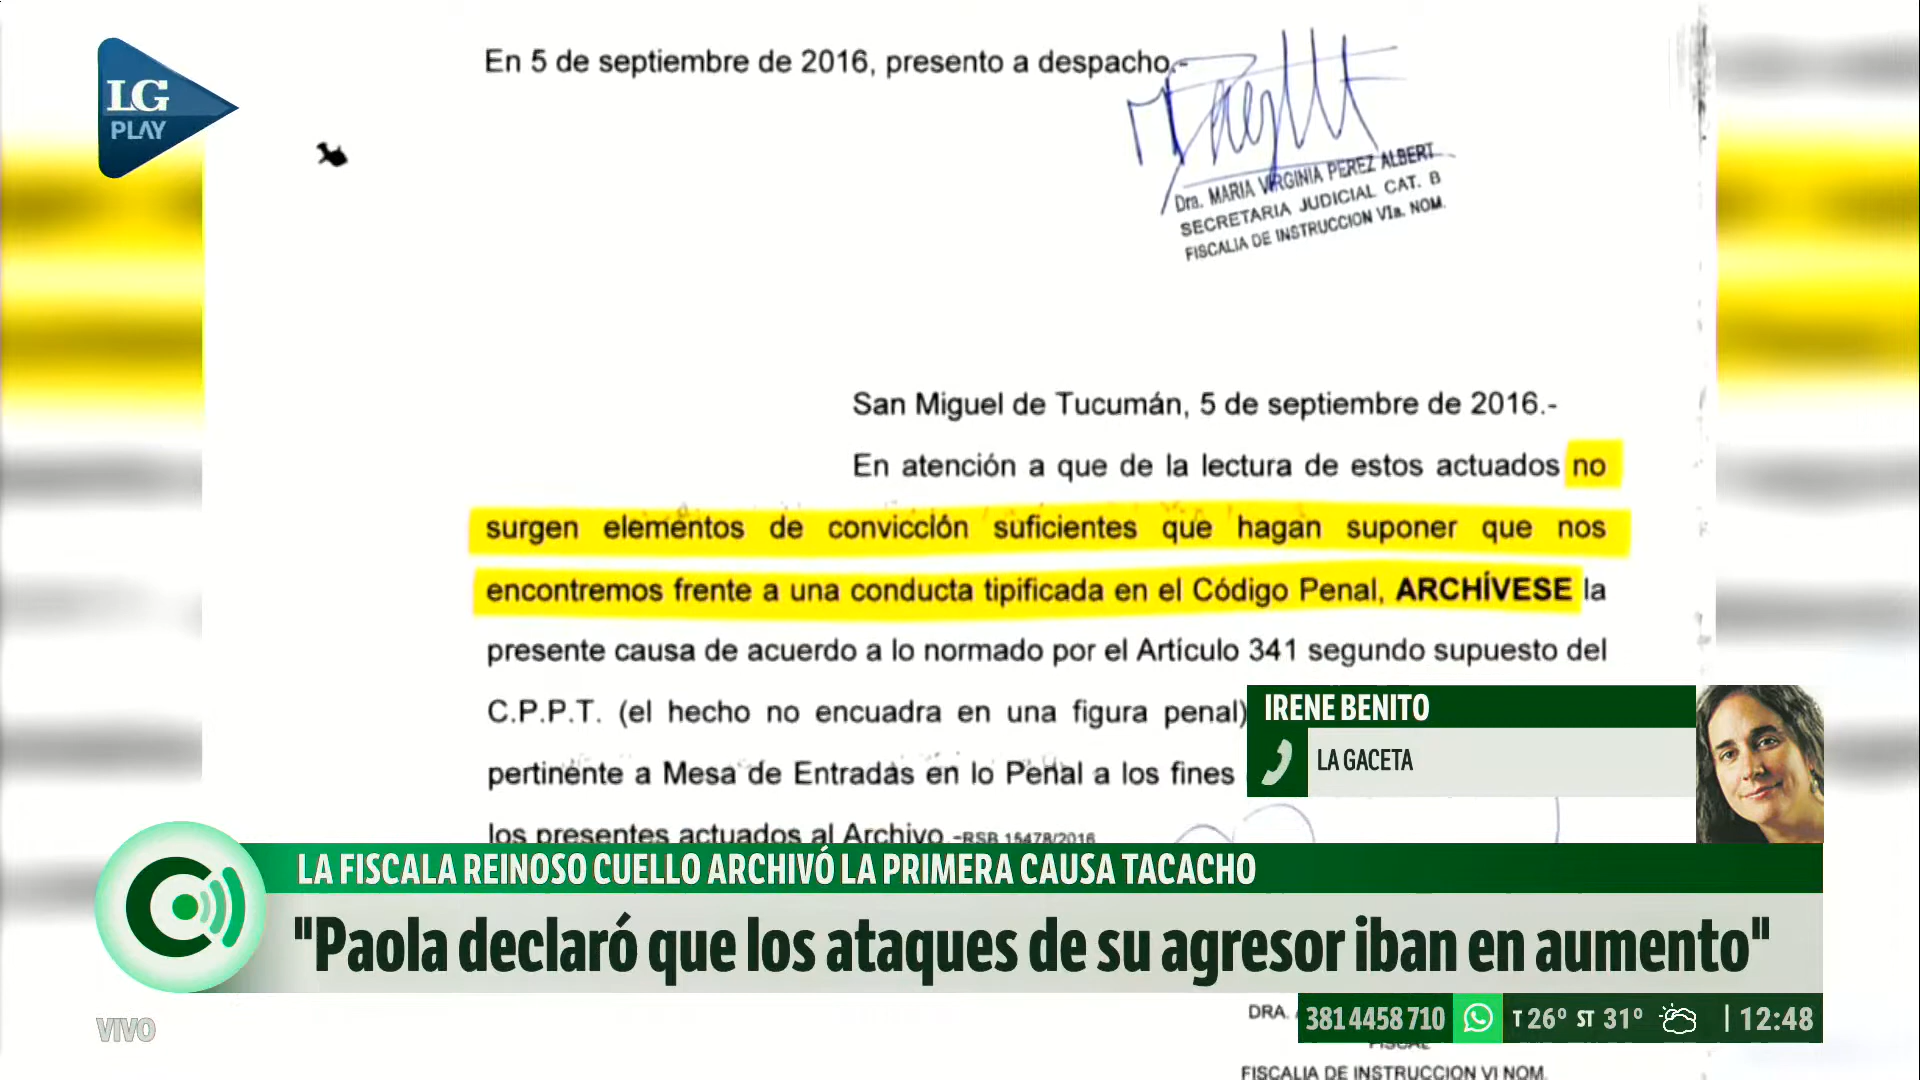 LG
PLAY
En 5 de septiembre de 2016, presento a despacho.-
Dra. MARIA VIRGINIA PEREZ ALBERT
SECRETARIA JUDICIAL CAT. B
FISCALIA DE INSTRUCCION VIa. NOM.
San Miguel de Tucumán, 5 de septiembre de 2016.-
En atención a que de la lectura de estos actuados no
surgen elementos de convicción suficientes que hagan suponer que nos
encontremos frente a una conducta tipificada en el Código Penal, ARCHÍVESE la
presente causa de acuerdo a lo normado por el Artículo 341 segundo supuesto del
C.P.P.T. (el hecho no encuadra en una figura penal)
pertinente a Mesa de Entradas en lo Penal a los fines
los presentes actuados al Archivo.-RSB 15478/2016
IRENE BENITO
LA GACETA
LA FISCALA REINOSO CUELLO ARCHIVÓ LA PRIMERA CAUSA TACACHO
"Paola declaró que los ataques de su agresor iban en aumento"
VIVO
DRA.
381 4458 710 T 26º ST 31º | 12:48
FISCAL
FISCALIA DE INSTRUCCION VI NOM.